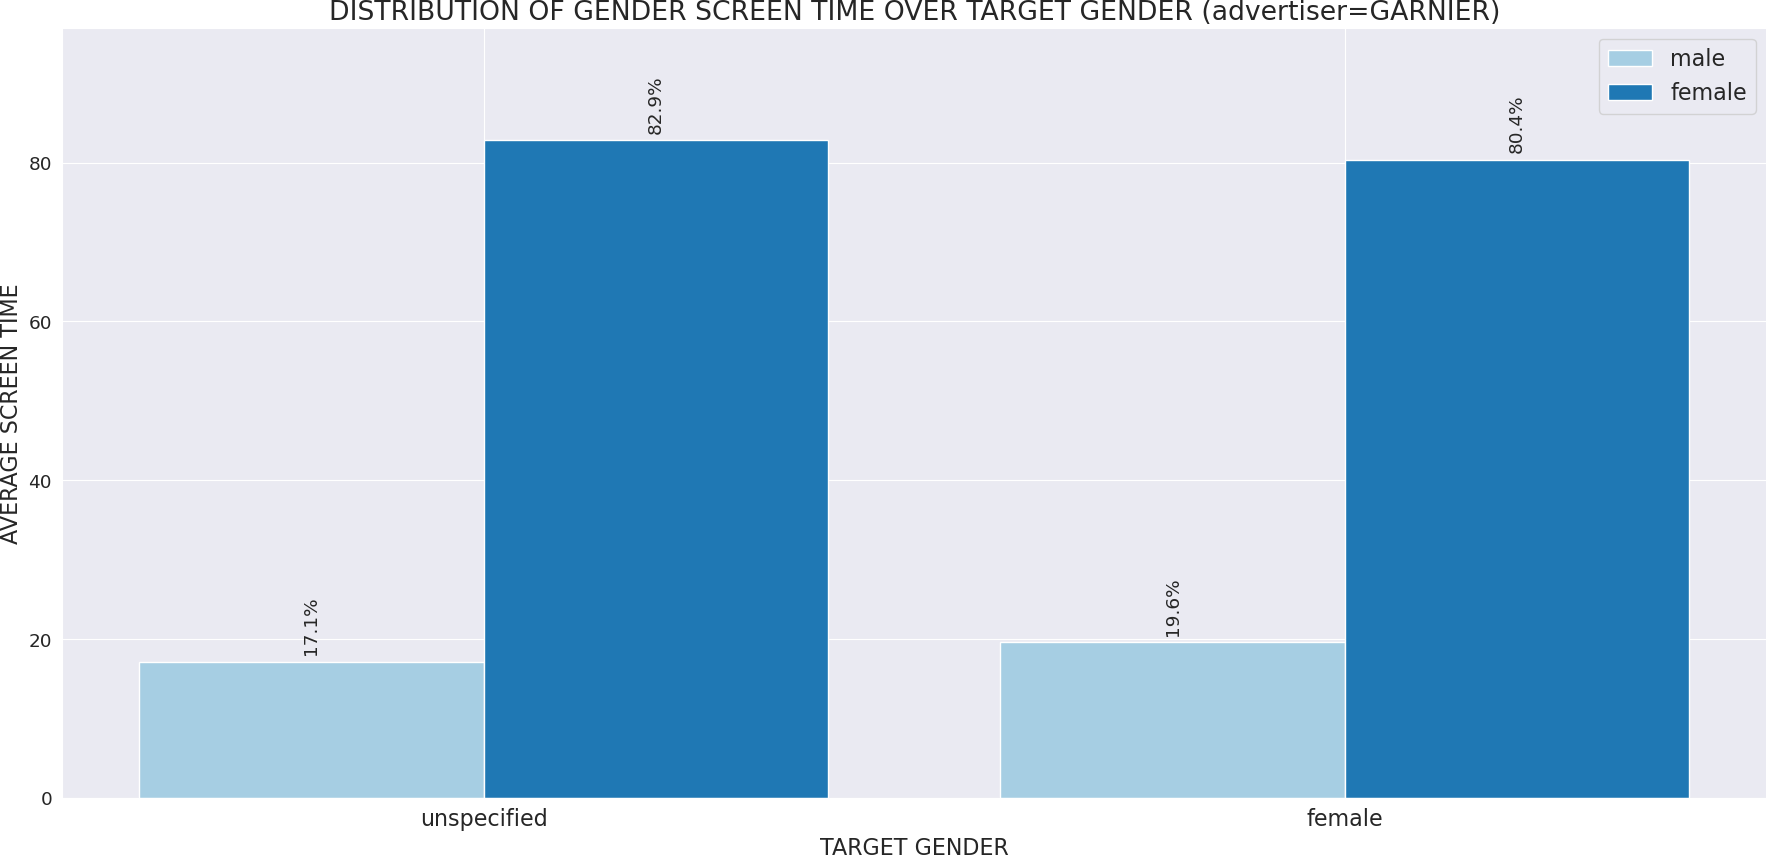 DISTRIBUTION OF GENDER SCREEN TIME OVER TARGET GENDER (advertiser=GARNIER)
male
female
82.9%
80.4%
17.1%
19.6%
AVERAGE SCREEN TIME
80
60
40
20
0
unspecified
female
TARGET GENDER